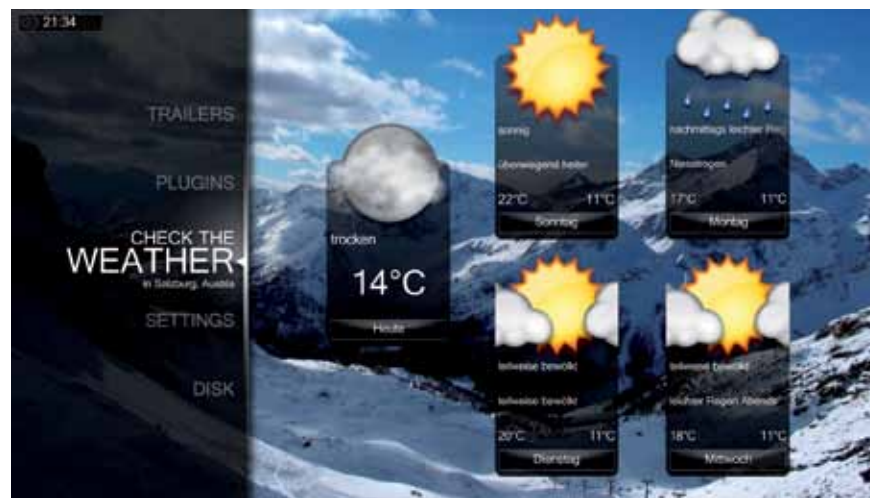 21:34
TRAILERS
PLUGINS
CHECK THE
WEATHER
in Salzburg, Austria
SETTINGS
DISK
trocken
14°C
Heute
sonnig
überwiegend heiter
22°C 11°C
Sonntag
nachmittags leichter
Nieselregen
17°C 11°C
Montag
teilweise bewölkt
teilweise bewölkt
20°C 11°C
Dienstag
teilweise bewölkt
leichter Regen Abends
18°C 11°C
Mittwoch